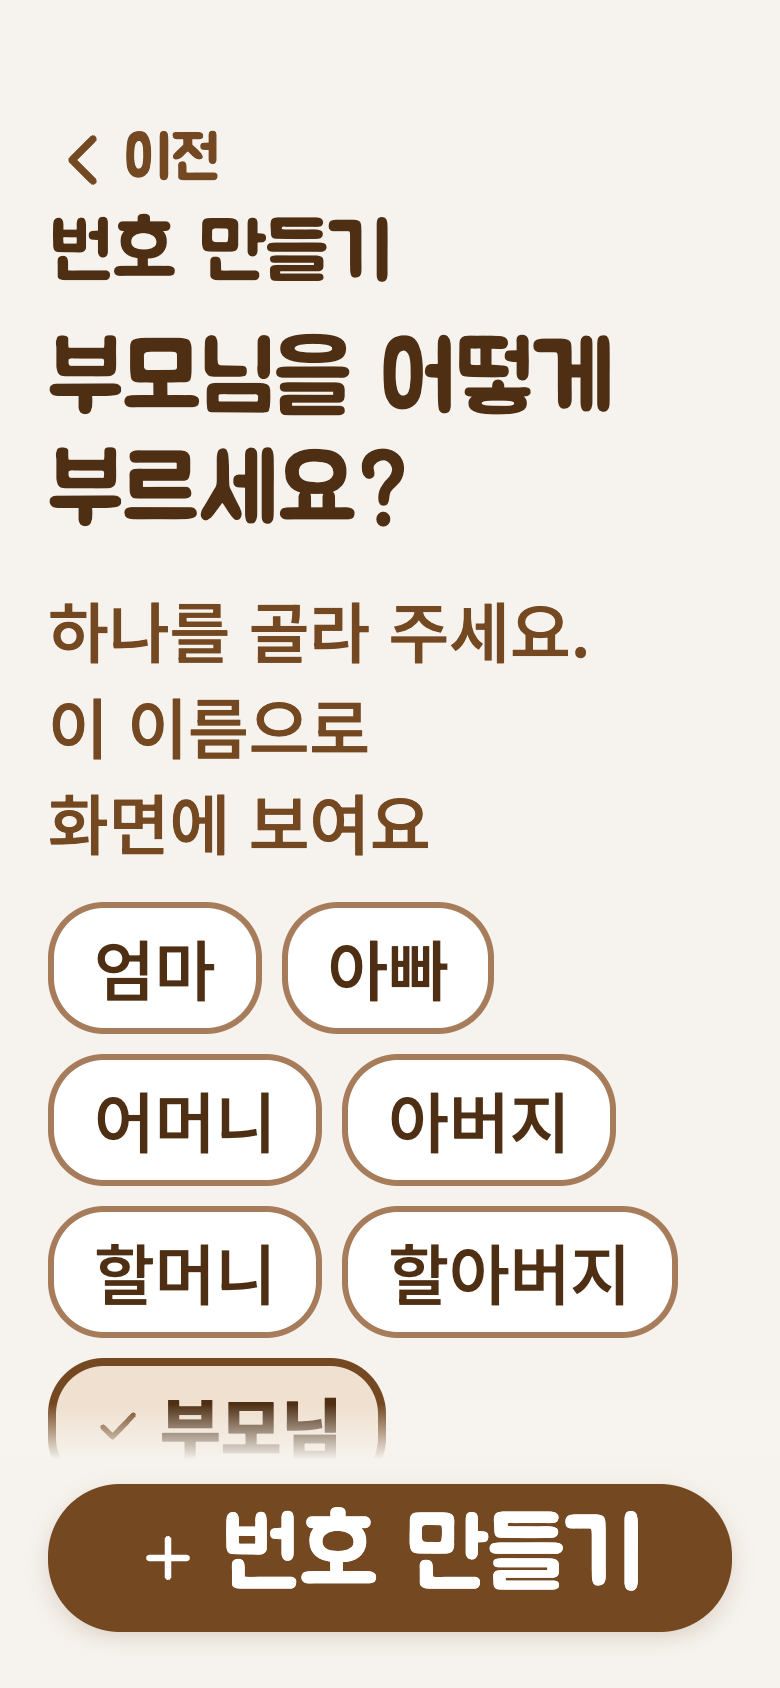 이전
번호 만들기
부모님을 어떻게
부르세요?
하나를 골라 주세요.
이 이름으로
화면에 보여요
엄마 아빠
어머니 아버지
할머니 할아버지
부모님
+ 번호 만들기